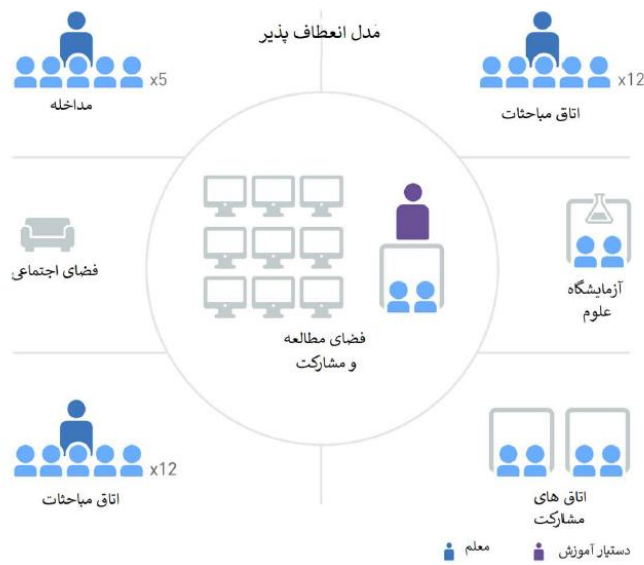 مدل انعطاف پذیر
x12
اتاق مباحثات
x5
مداخله
آزمایشگاه
علوم
فضای مطالعه
و مشارکت
فضای اجتماعی
اتاق های
مشارکت
x12
اتاق مباحثات
دستیار آموزش
معلم